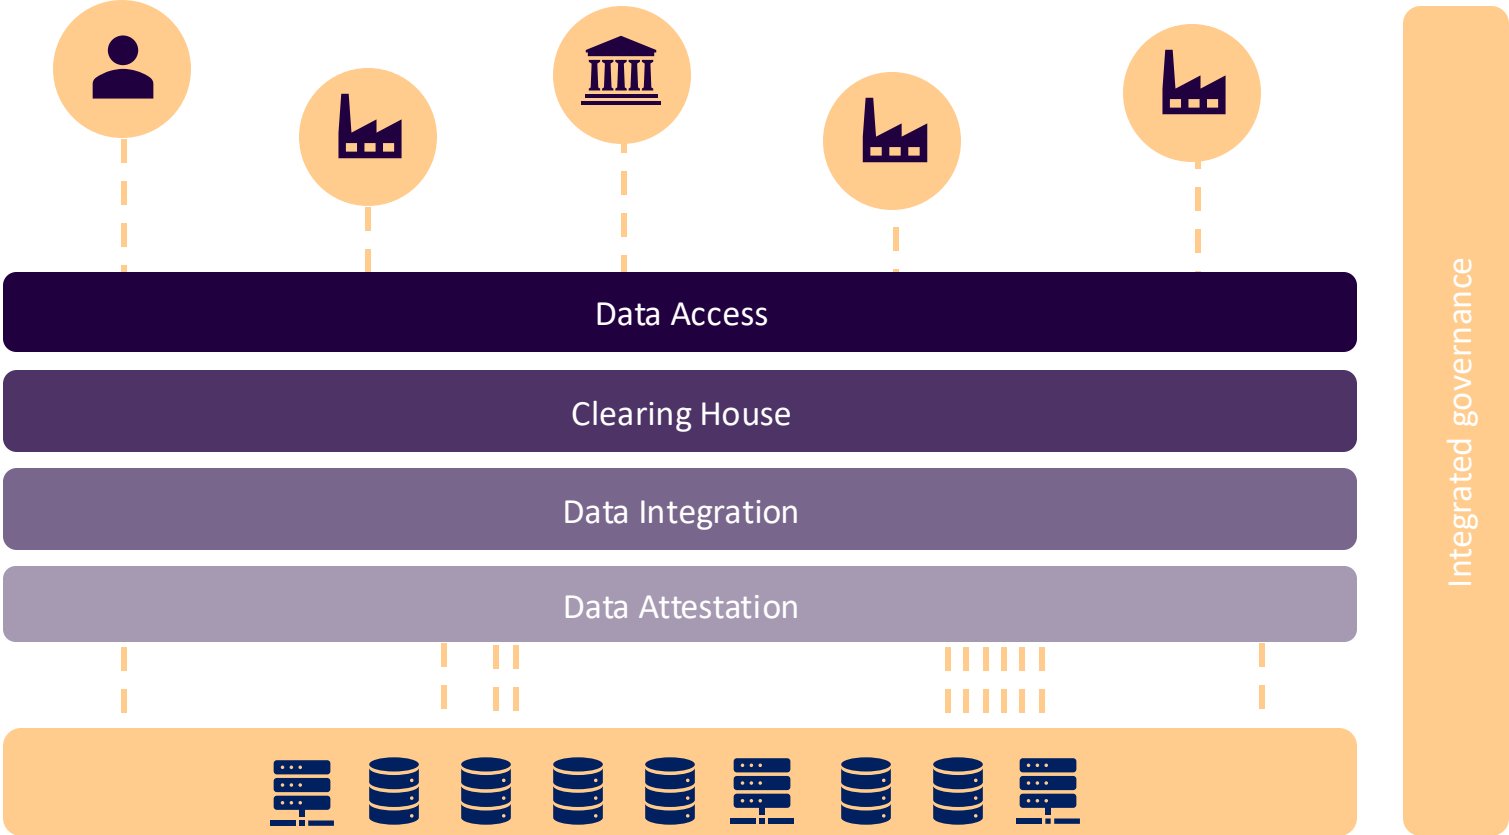 Data Access
Clearing House
Data Integration
Data Attestation
Integrated governance